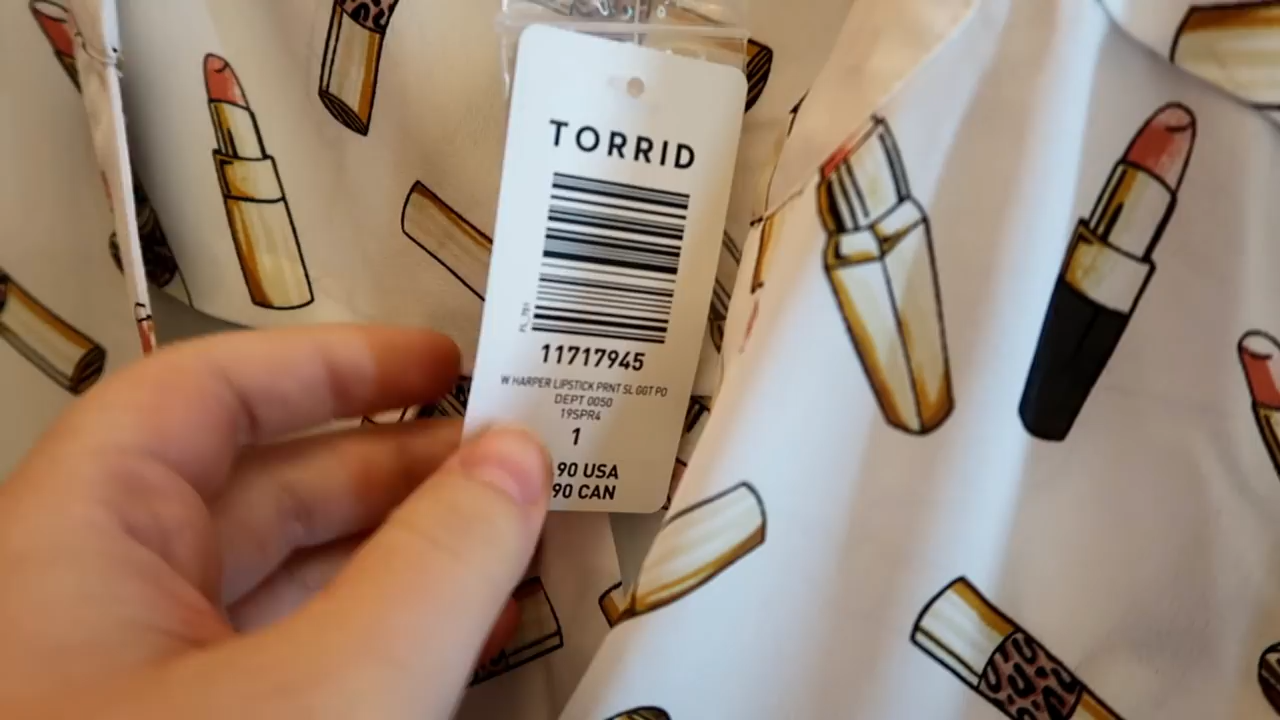 TORRID
11717945
W HARPER LIPSTICK PRNT SL GGT PO
DEPT 0050
19SPR4
1
90 USA
90 CAN